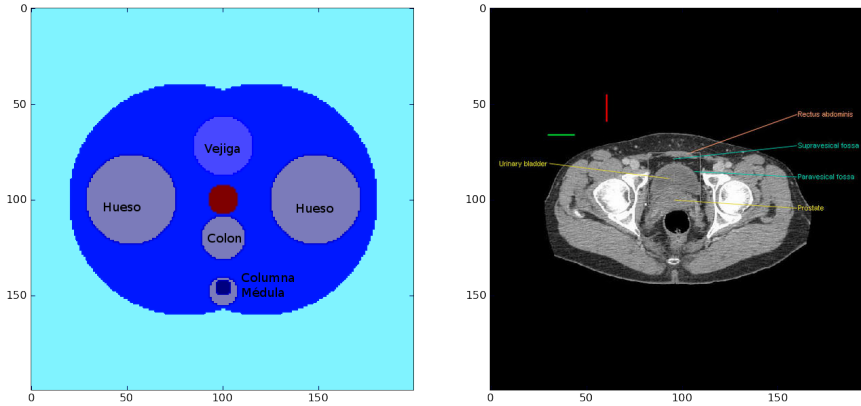 0
50
100
150
0
50
100
150
Vejiga
Hueso
Hueso
Colon
Columna
Médula
0
50
100
150
0
50
100
150
Rectus abdominis
Supravesical fossa
Urinary bladder
Paravesical fossa
Prostate